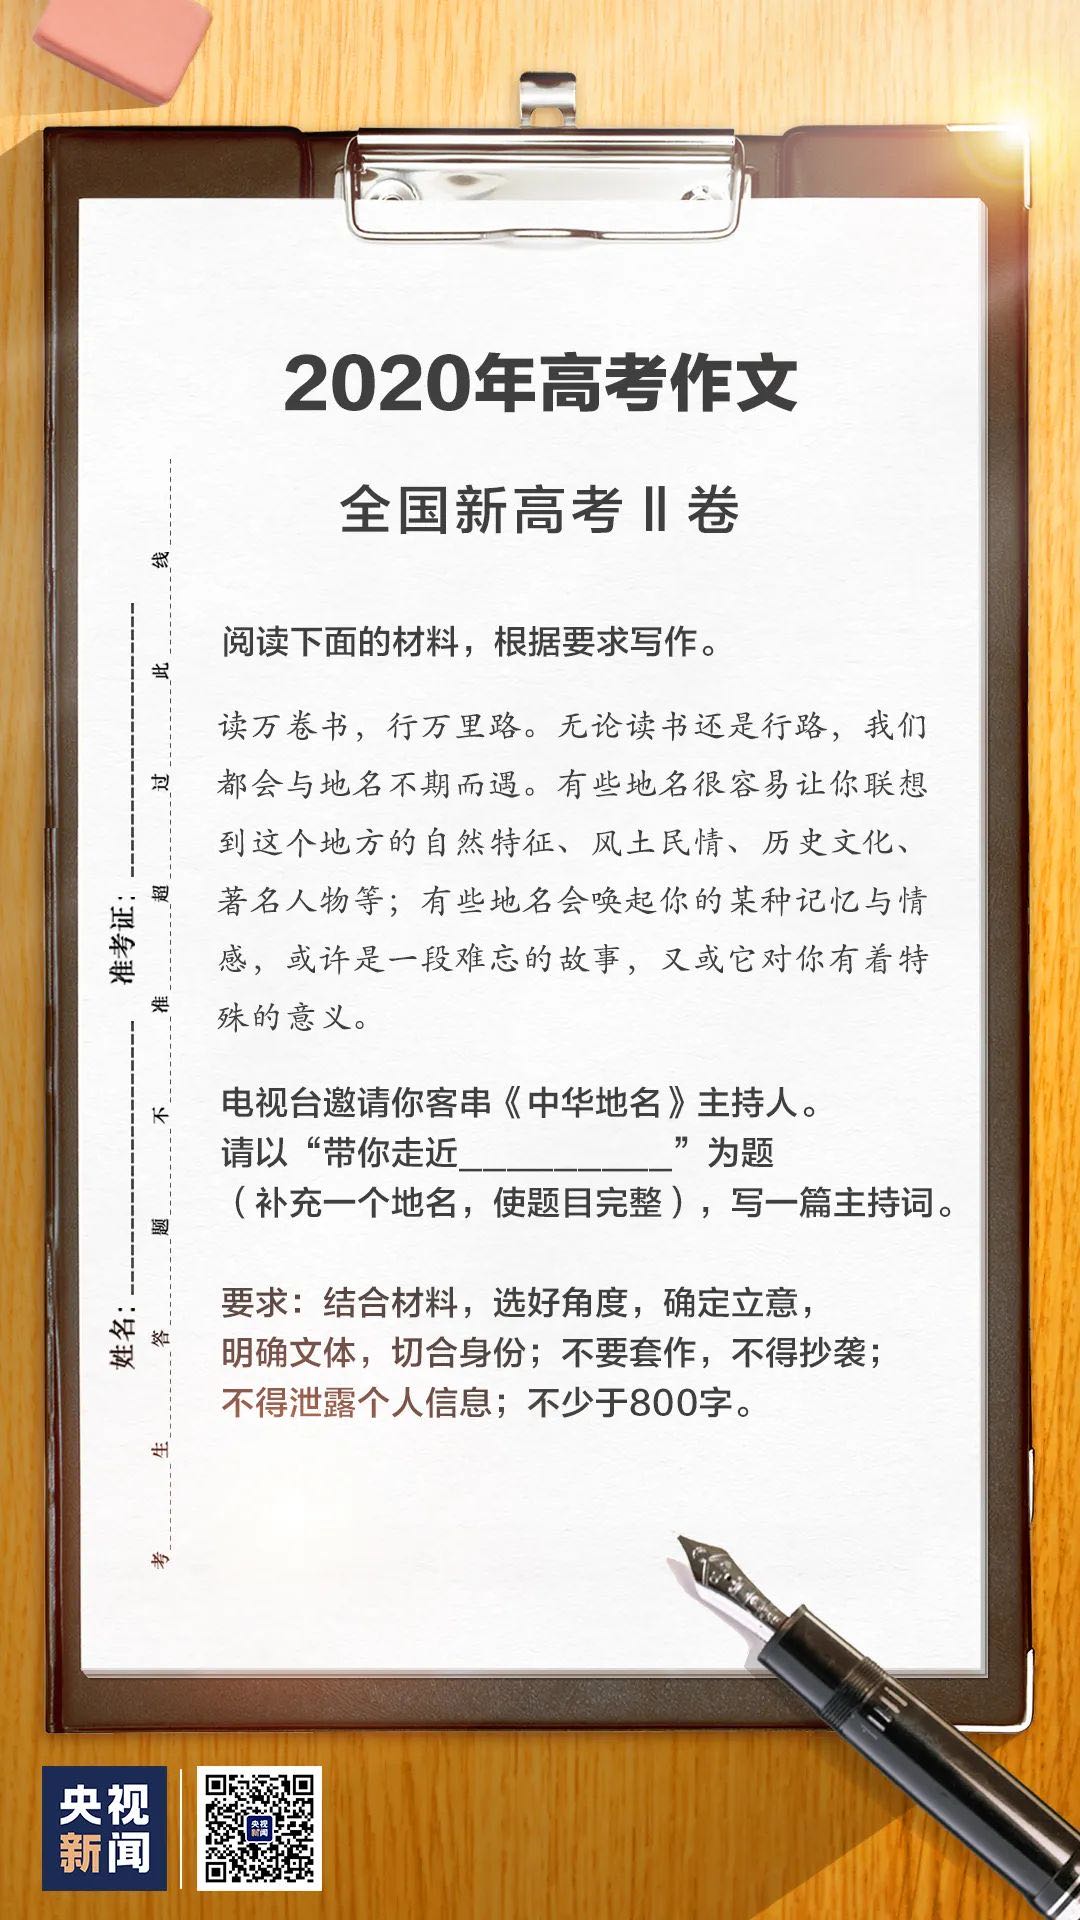 2020年高考作文
全国新高考Ⅱ卷
阅读下面的材料，根据要求写作。
读万卷书，行万里路。无论读书还是行路，我们
都会与地名不期而遇。有些地名很容易让你联想
到这个地方的自然特征、风土民情、历史文化、
著名人物等；有些地名会唤起你的某种记忆与情
感，或许是一段难忘的故事，又或它对你有着特
殊的意义。
电视台邀请你客串《中华地名》主持人。
请以“带你走近_________”为题
（补充一个地名，使题目完整），写一篇主持词。
要求：结合材料，选好角度，确定立意，
明确文体，切合身份；不要套作，不得抄袭；
不得泄露个人信息；不少于800字。
姓名：---------------- 准考证：----------------
考生答题不准超过此线
央视
新闻
央视
新闻